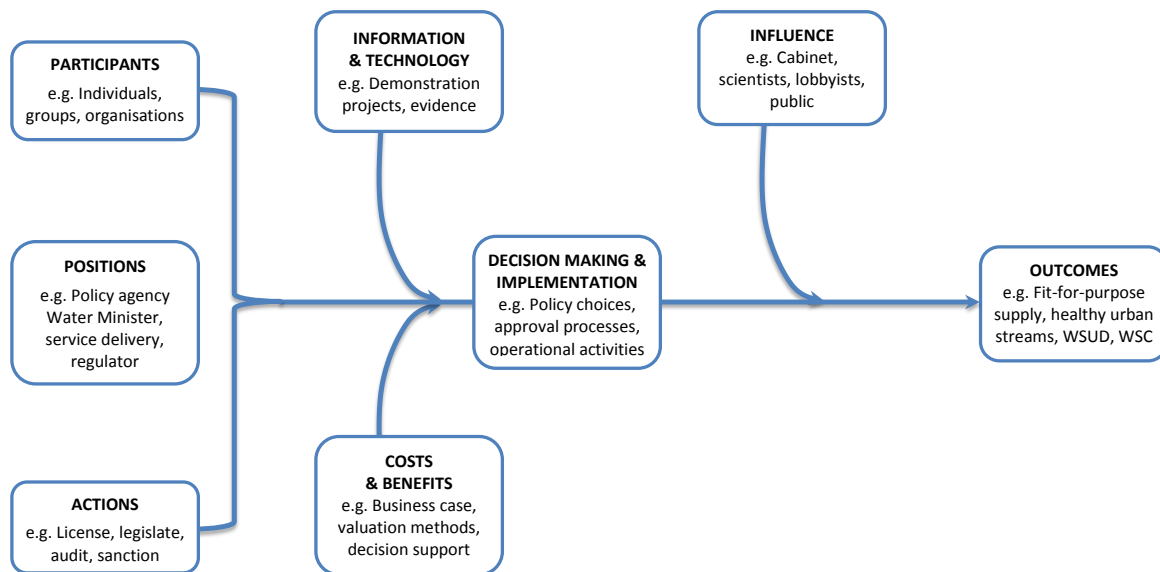 PARTICIPANTS
e.g. Individuals,
groups, organisations
POSITIONS
e.g. Policy agency
Water Minister,
service delivery,
regulator
ACTIONS
e.g. License, legislate,
audit, sanction
INFORMATION
& TECHNOLOGY
e.g. Demonstration
projects, evidence
COSTS
& BENEFITS
e.g. Business case,
valuation methods,
decision support
DECISION MAKING &
IMPLEMENTATION
e.g. Policy choices,
approval processes,
operational activities
INFLUENCE
e.g. Cabinet,
scientists, lobbyists,
public
OUTCOMES
e.g. Fit-for-purpose
supply, healthy urban
streams, WSUD, WSC